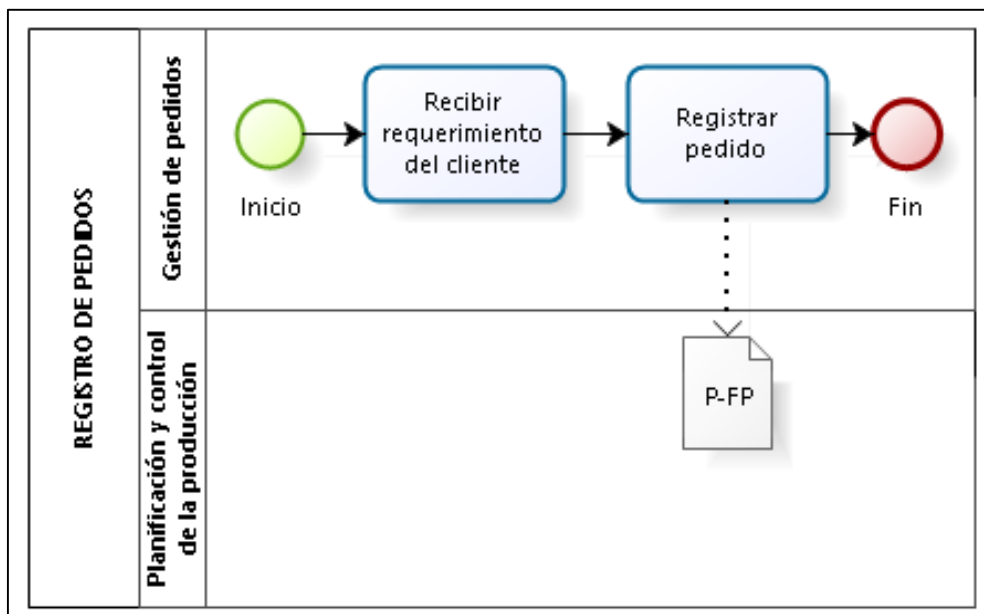 REGISTRO DE PEDIDOS
Gestión de pedidos
Inicio
Recibir
requerimiento
del cliente
Registrar
pedido
Fin
Planificación y control
de la producción
P-FP